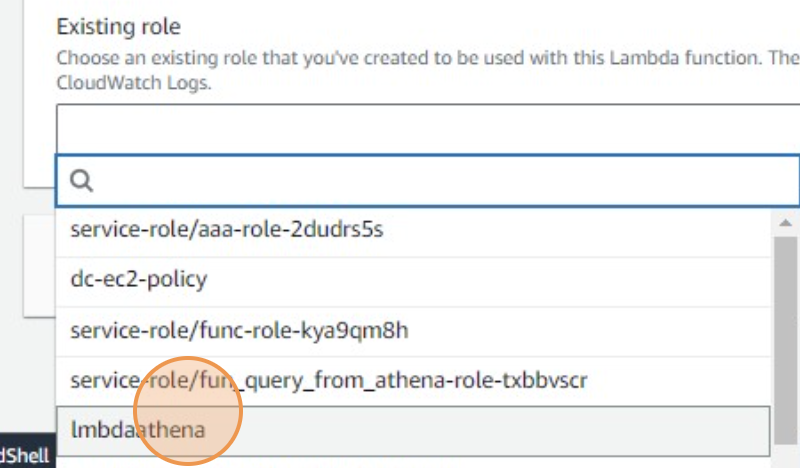 Existing role
Choose an existing role that you've created to be used with this Lambda function. The
CloudWatch Logs.
service-role/aaa-role-2dudrs5s
dc-ec2-policy
service-role/func-role-kya9qm8h
service-role/fun_query_from_athena-role-txbbvscr
lmbdaathena
dShell